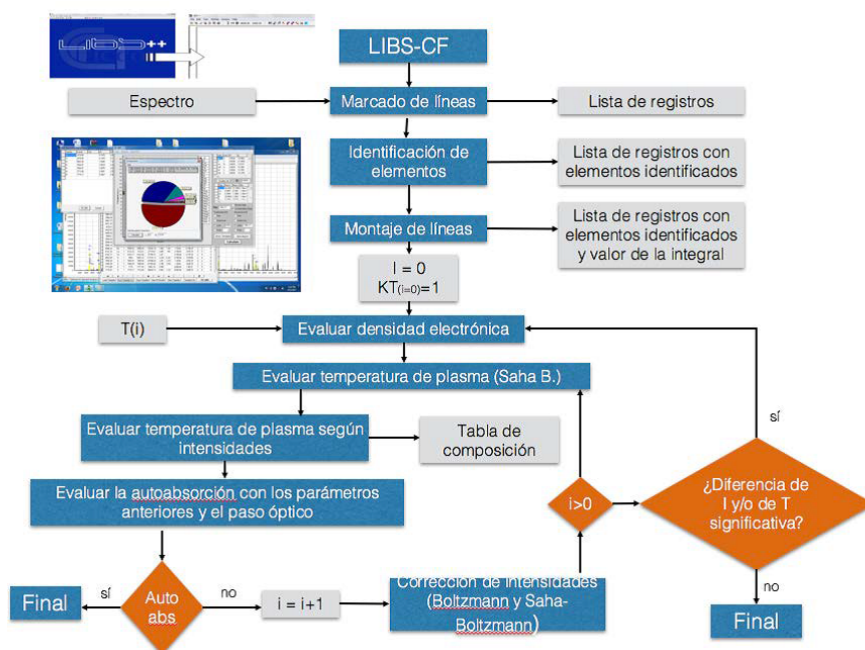 LIBS-CF
Espectro
Marcado de líneas
Lista de registros
Identificación de
elementos
Lista de registros con
elementos identificados
Montaje de líneas
Lista de registros con
elementos identificados
y valor de la integral
I = 0
KT(i=0)=1
T(i)
Evaluar densidad electrónica
Evaluar temperatura de plasma (Saha B.)
sí
Evaluar temperatura de plasma según
intensidades
Tabla de
composición
Evaluar la autoabsorción con los parámetros
anteriores y el paso óptico
i>0
¿Diferencia de
I y/o de T
significativa?
sí
Final
Auto
abs
no
i = i+1
Corrección de intensidades
(Boltzmann y Saha-
Boltzmann)
no
Final